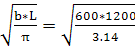 √(b*L/π) = √(600*1200/3.14)